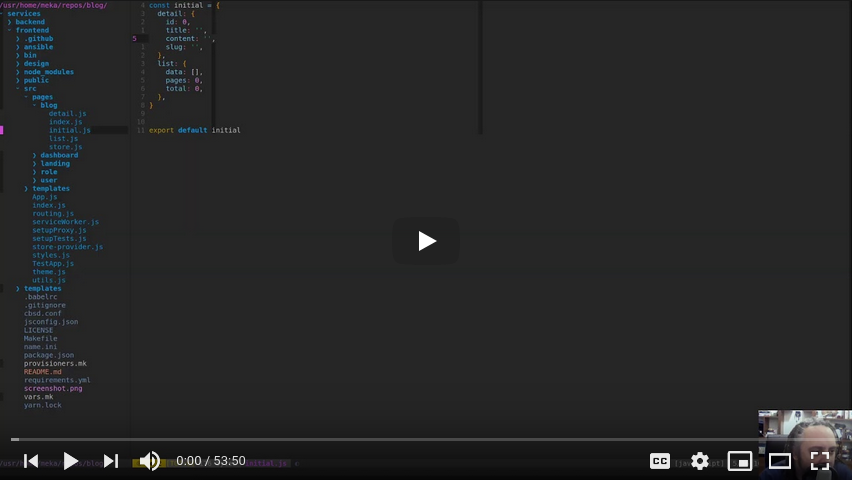 /usr/home/meka/repos/blog/
services
backend
frontend
.github
ansible
bin
design
node_modules
public
src
pages
blog
detail.js
index.js
initial.js
list.js
store.js
dashboard
landing
role
user
templates
App.js
index.js
routing.js
serviceWorker.js
setupProxy.js
setupTests.js
store-provider.js
styles.js
TestApp.js
theme.js
utils.js
templates
.babelrc
.gitignore
cbsd.conf
jsconfig.json
LICENSE
Makefile
name.ini
package.json
provisioners.mk
README.md
requirements.yml
screenshot.png
vars.mk
yarn.lock
4 const initial = {
3 detail: {
2 id: 0,
1 title: '',
5 content: '',
1 slug: '',
2 },
3 list: {
4 data: [],
5 pages: 0,
6 total: 0,
7 },
8 }
9
10
11 export default initial
0:00 / 53:50
CC
/usr/home/meka/repos/blog
initial.js